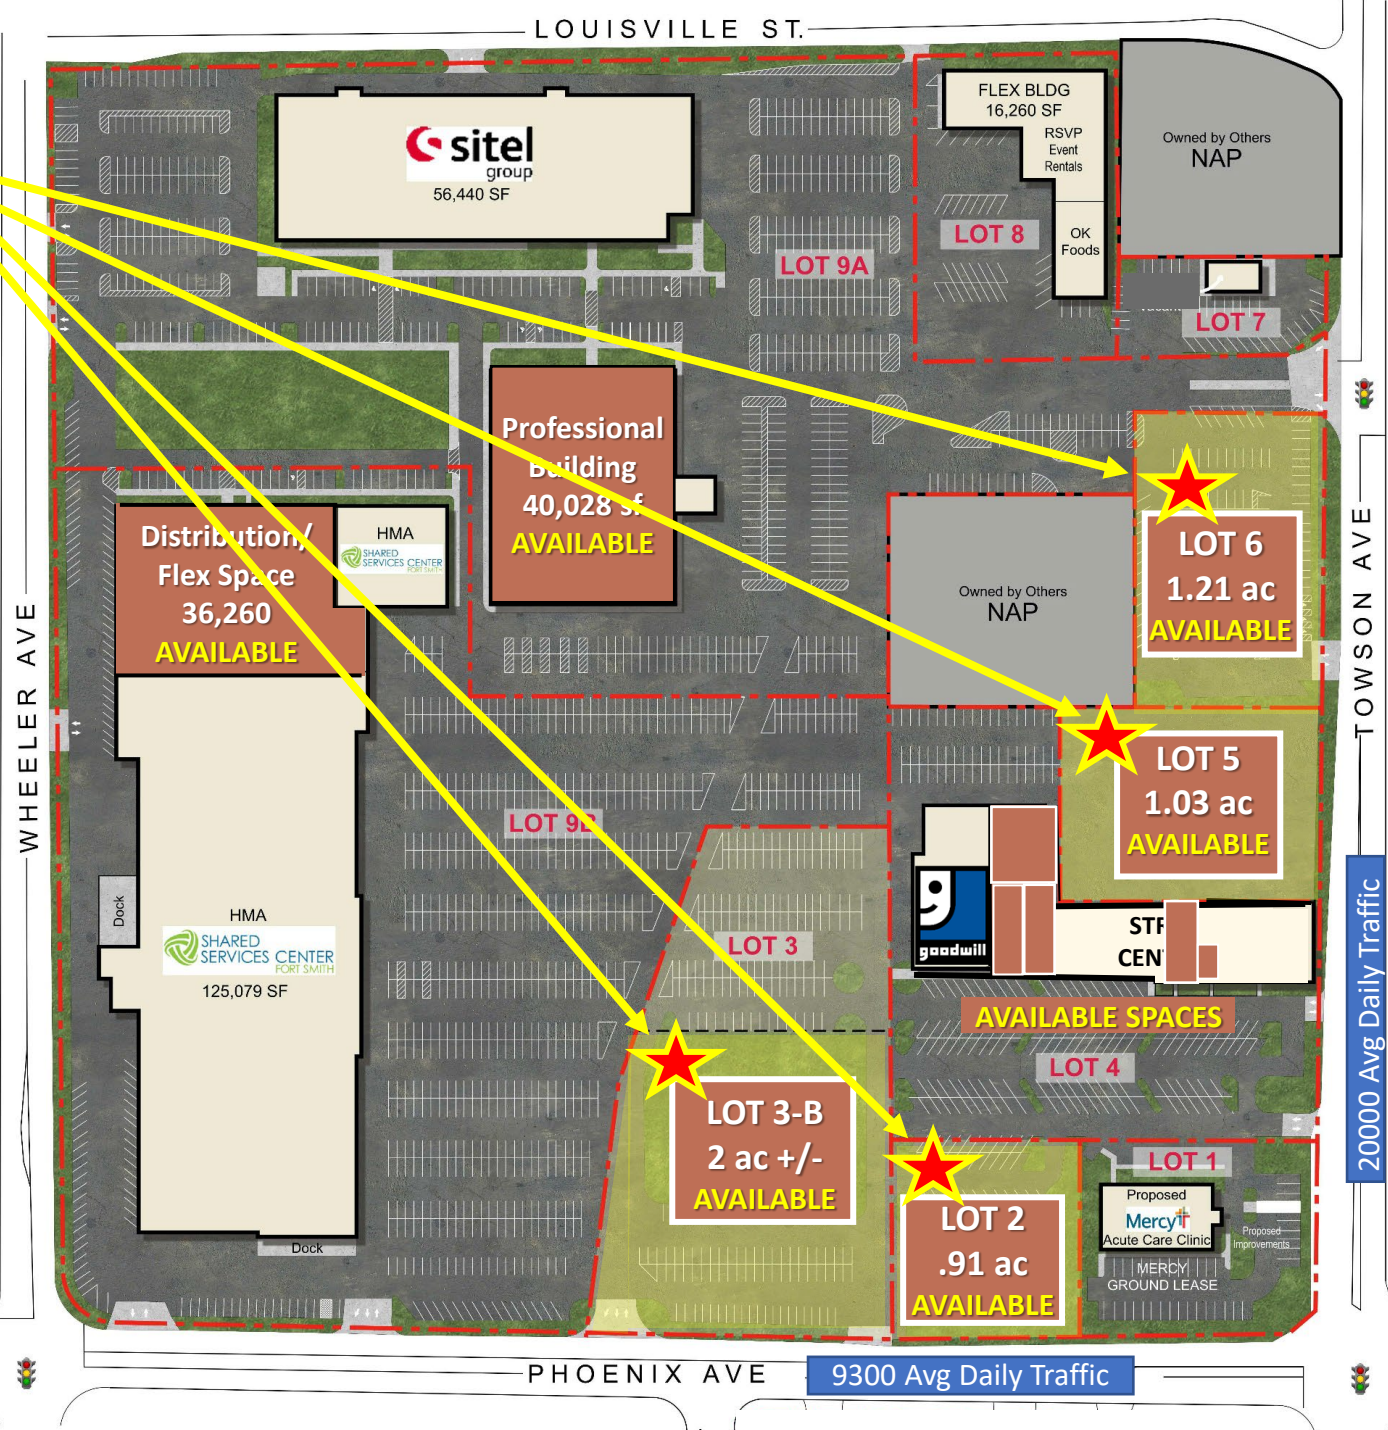 LOUISVILLE ST.
sitel
group
56,440 SF
FLEX BLDG
16,260 SF
RSVP
Event
Rentals
OK
Foods
Owned by Others
NAP
LOT 8
LOT 9A
LOT 7
Professional
Building
40,028 sf
AVAILABLE
Distribution/
Flex Space
36,260
AVAILABLE
HMA
SHARED
SERVICES CENTER
FORT SMITH
Owned by Others
NAP
LOT 6
1.21 ac
AVAILABLE
WHEELER AVE
TOWSON AVE
LOT 5
1.03 ac
AVAILABLE
LOT 9B
goodwill
LOT 3
Dock
HMA
SHARED
SERVICES CENTER
FORT SMITH
125,079 SF
AVAILABLE SPACES
LOT 4
20000 Avg Daily Traffic
LOT 3-B
2 ac +/-
AVAILABLE
LOT 2
.91 ac
AVAILABLE
LOT 1
Proposed
Mercy
Acute Care Clinic
Proposed
Improvements
MERCY
GROUND LEASE
Dock
PHOENIX AVE
9300 Avg Daily Traffic